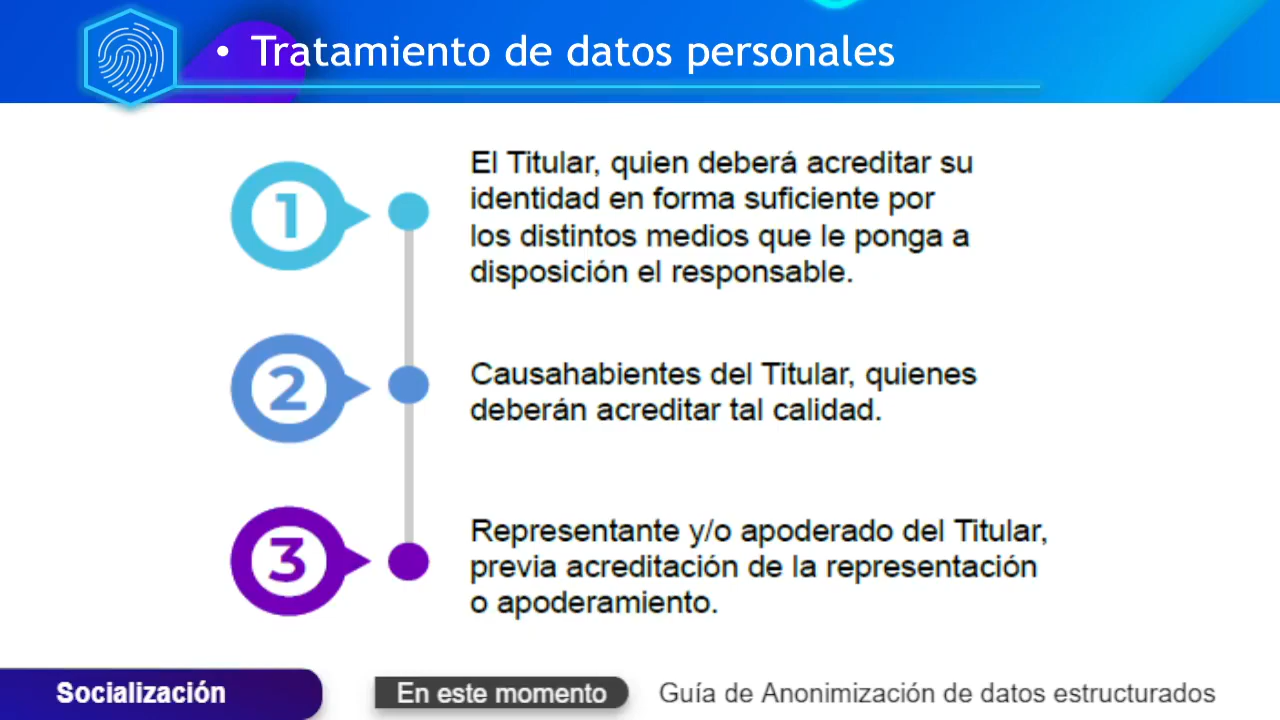 • Tratamiento de datos personales
1
El Titular, quien deberá acreditar su
identidad en forma suficiente por
los distintos medios que le ponga a
disposición el responsable.
2
Causahabientes del Titular, quienes
deberán acreditar tal calidad.
3
Representante y/o apoderado del Titular,
previa acreditación de la representación
o apoderamiento.
Socialización
En este momento
Guía de Anonimización de datos estructurados